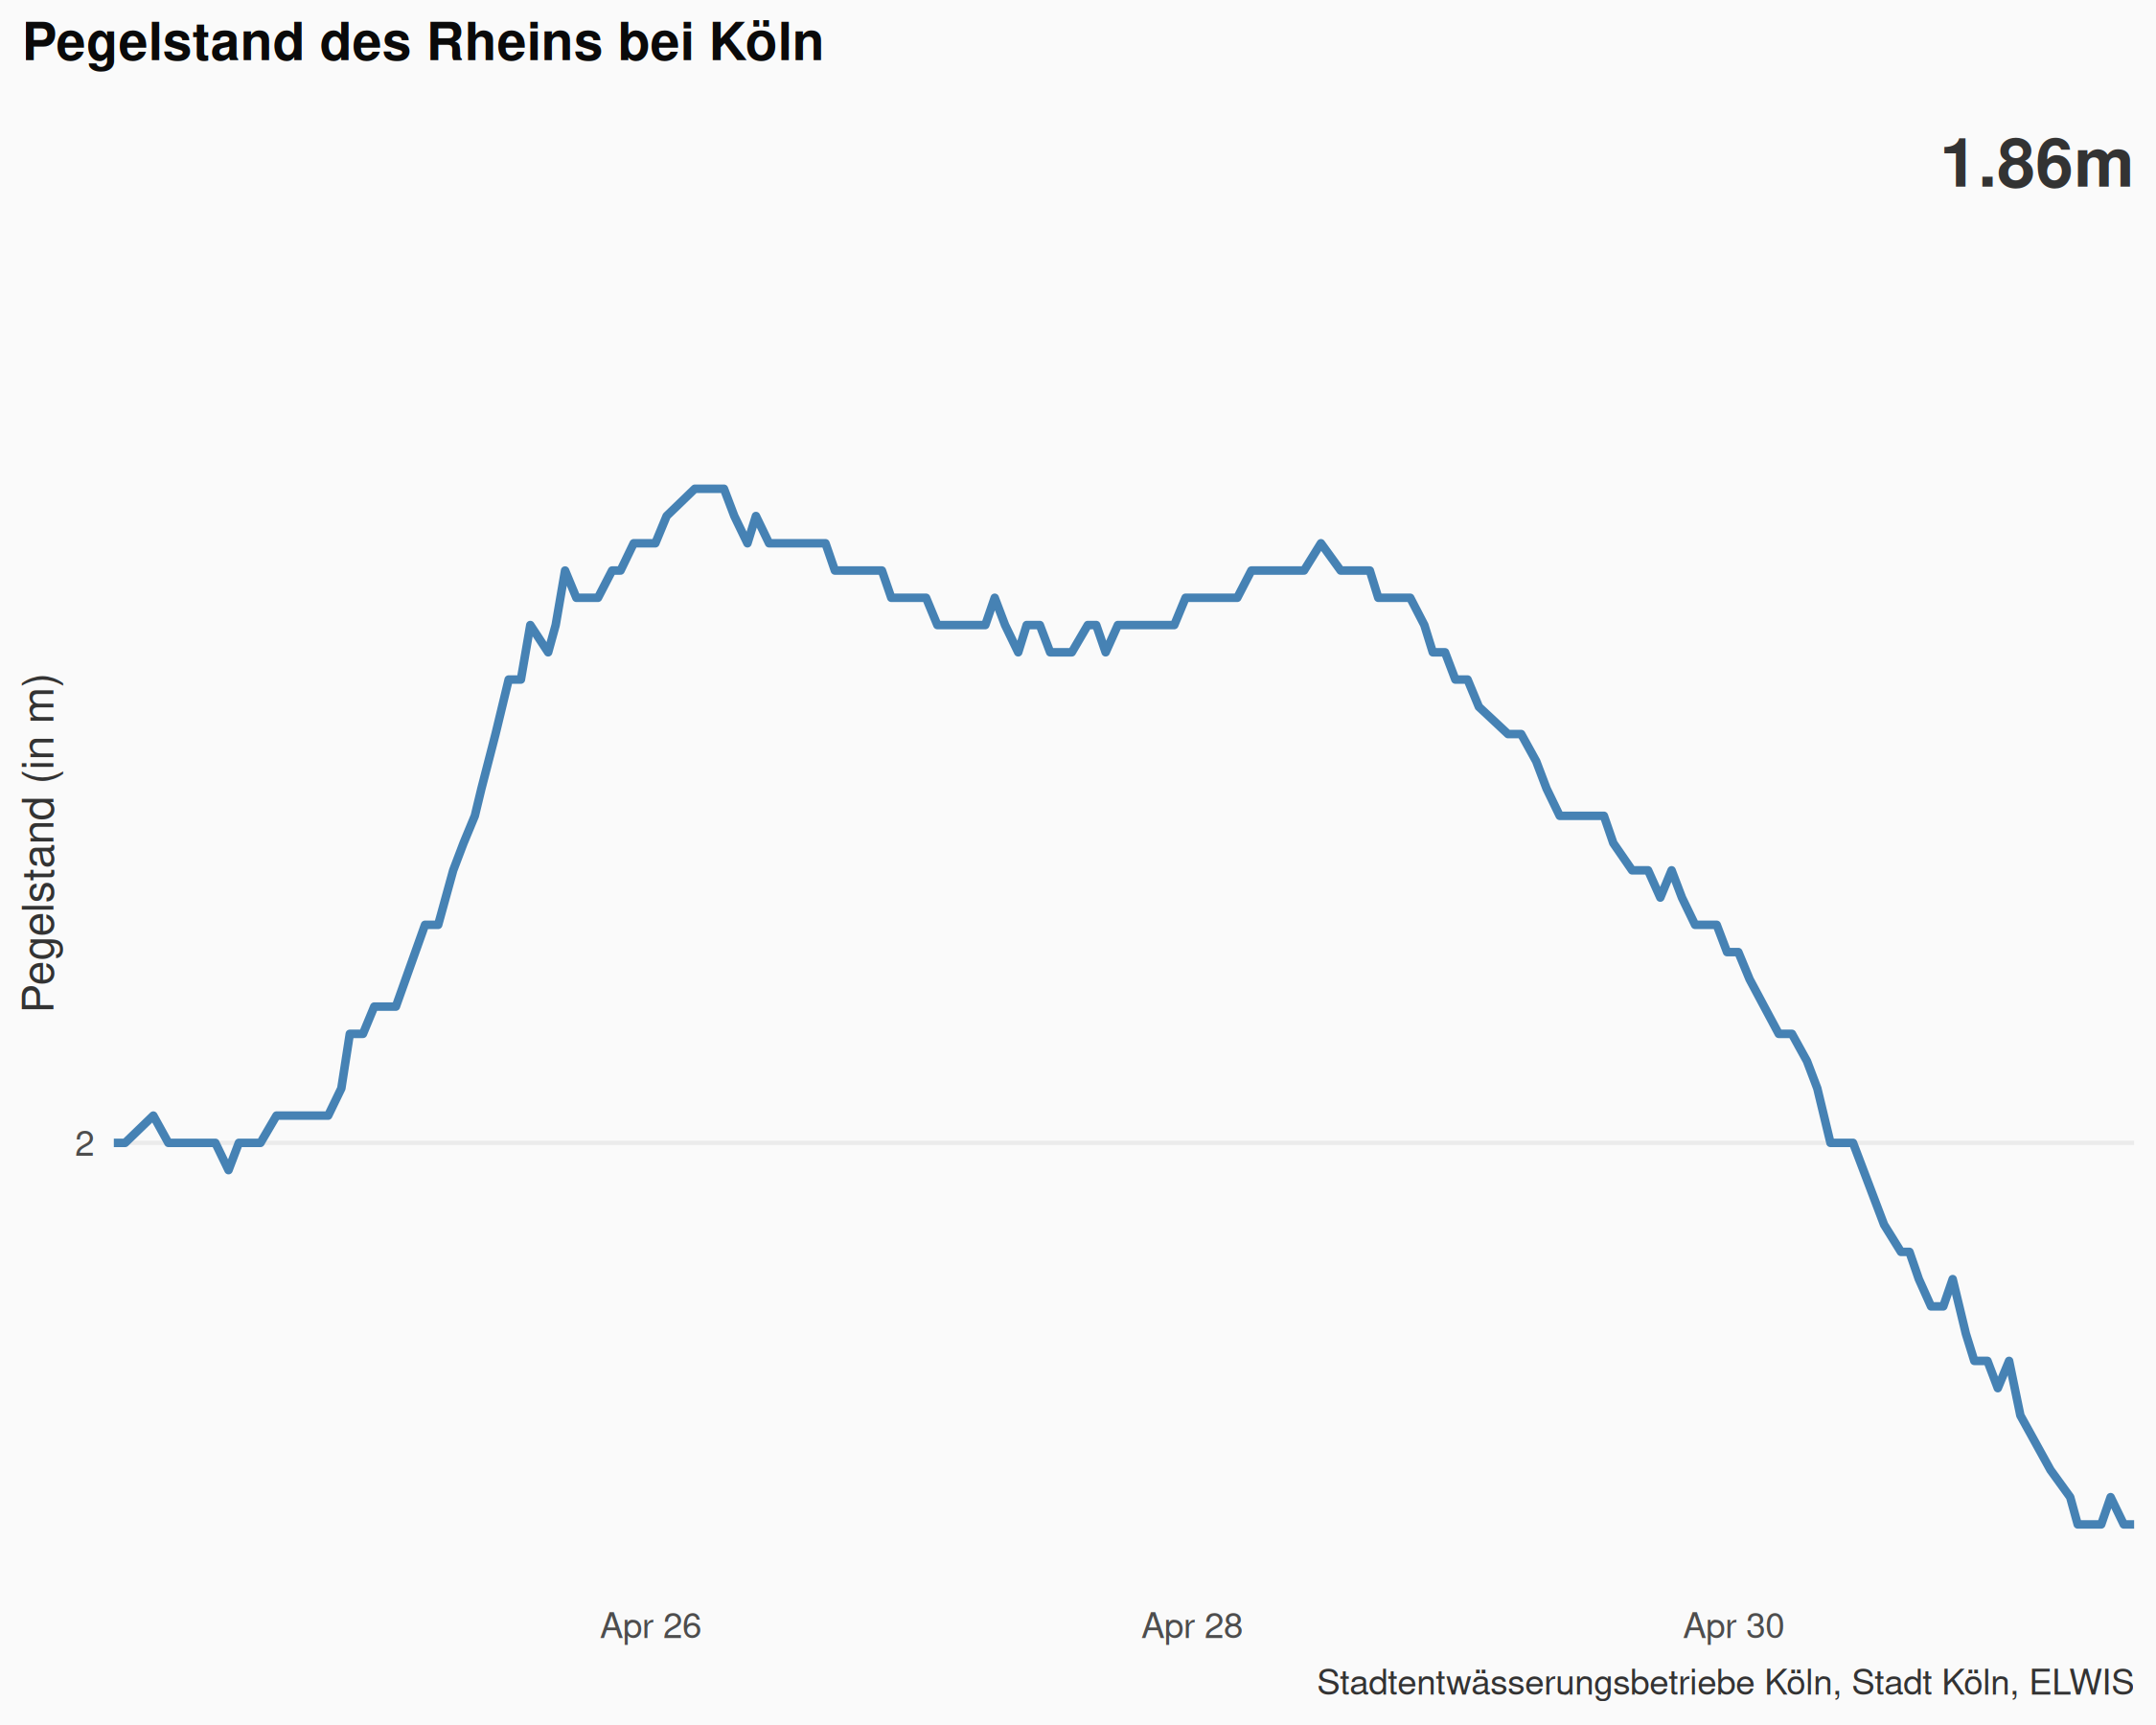 Pegelstand des Rheins bei Köln
1.86m
Pegelstand (in m)
2
Apr 26
Apr 28
Apr 30
Stadtentwässerungsbetriebe Köln, Stadt Köln, ELWIS